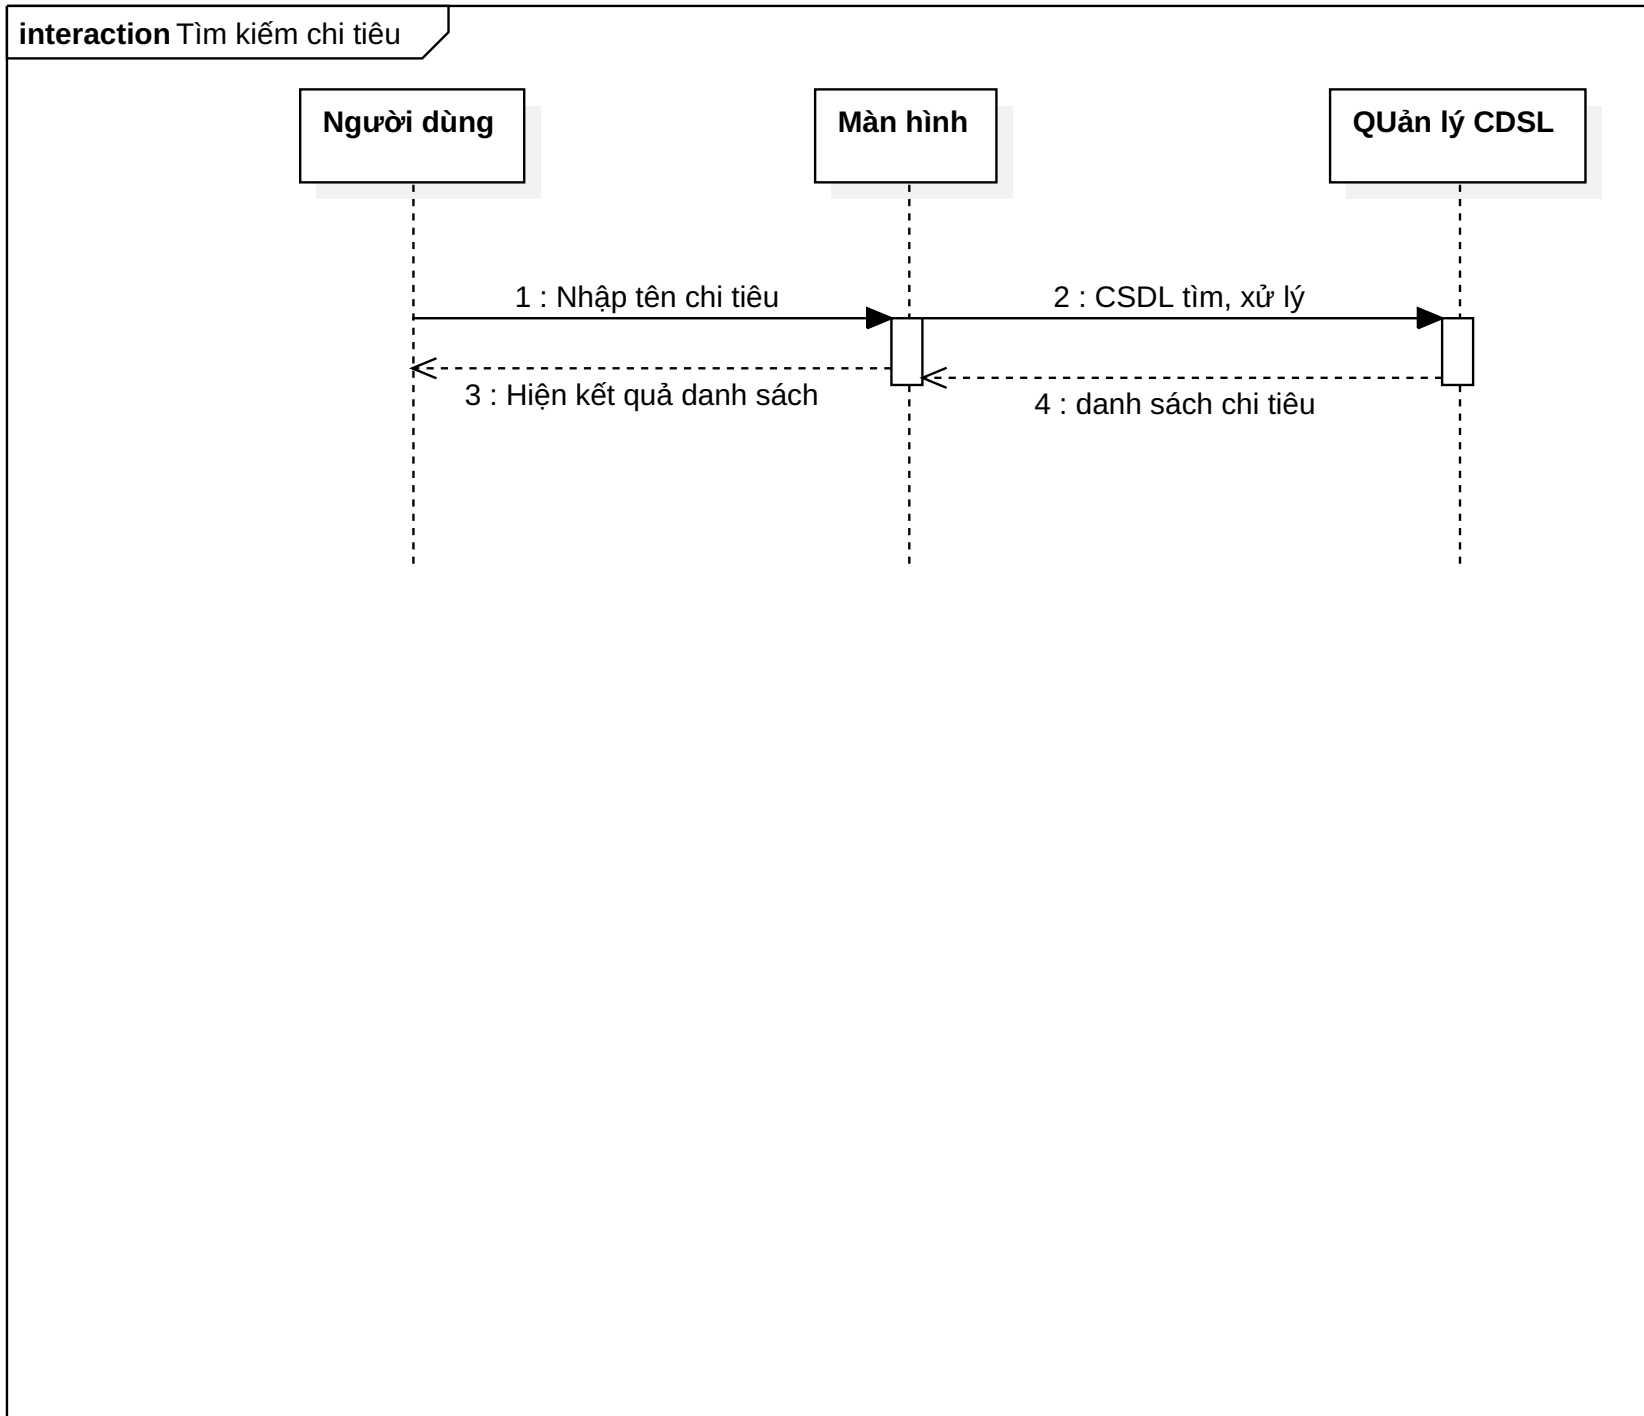 interaction Tìm kiếm chi tiêu
Người dùng
Màn hình
QUản lý CDSL
1 : Nhập tên chi tiêu
2 : CSDL tìm, xử lý
3 : Hiện kết quả danh sách
4 : danh sách chi tiêu